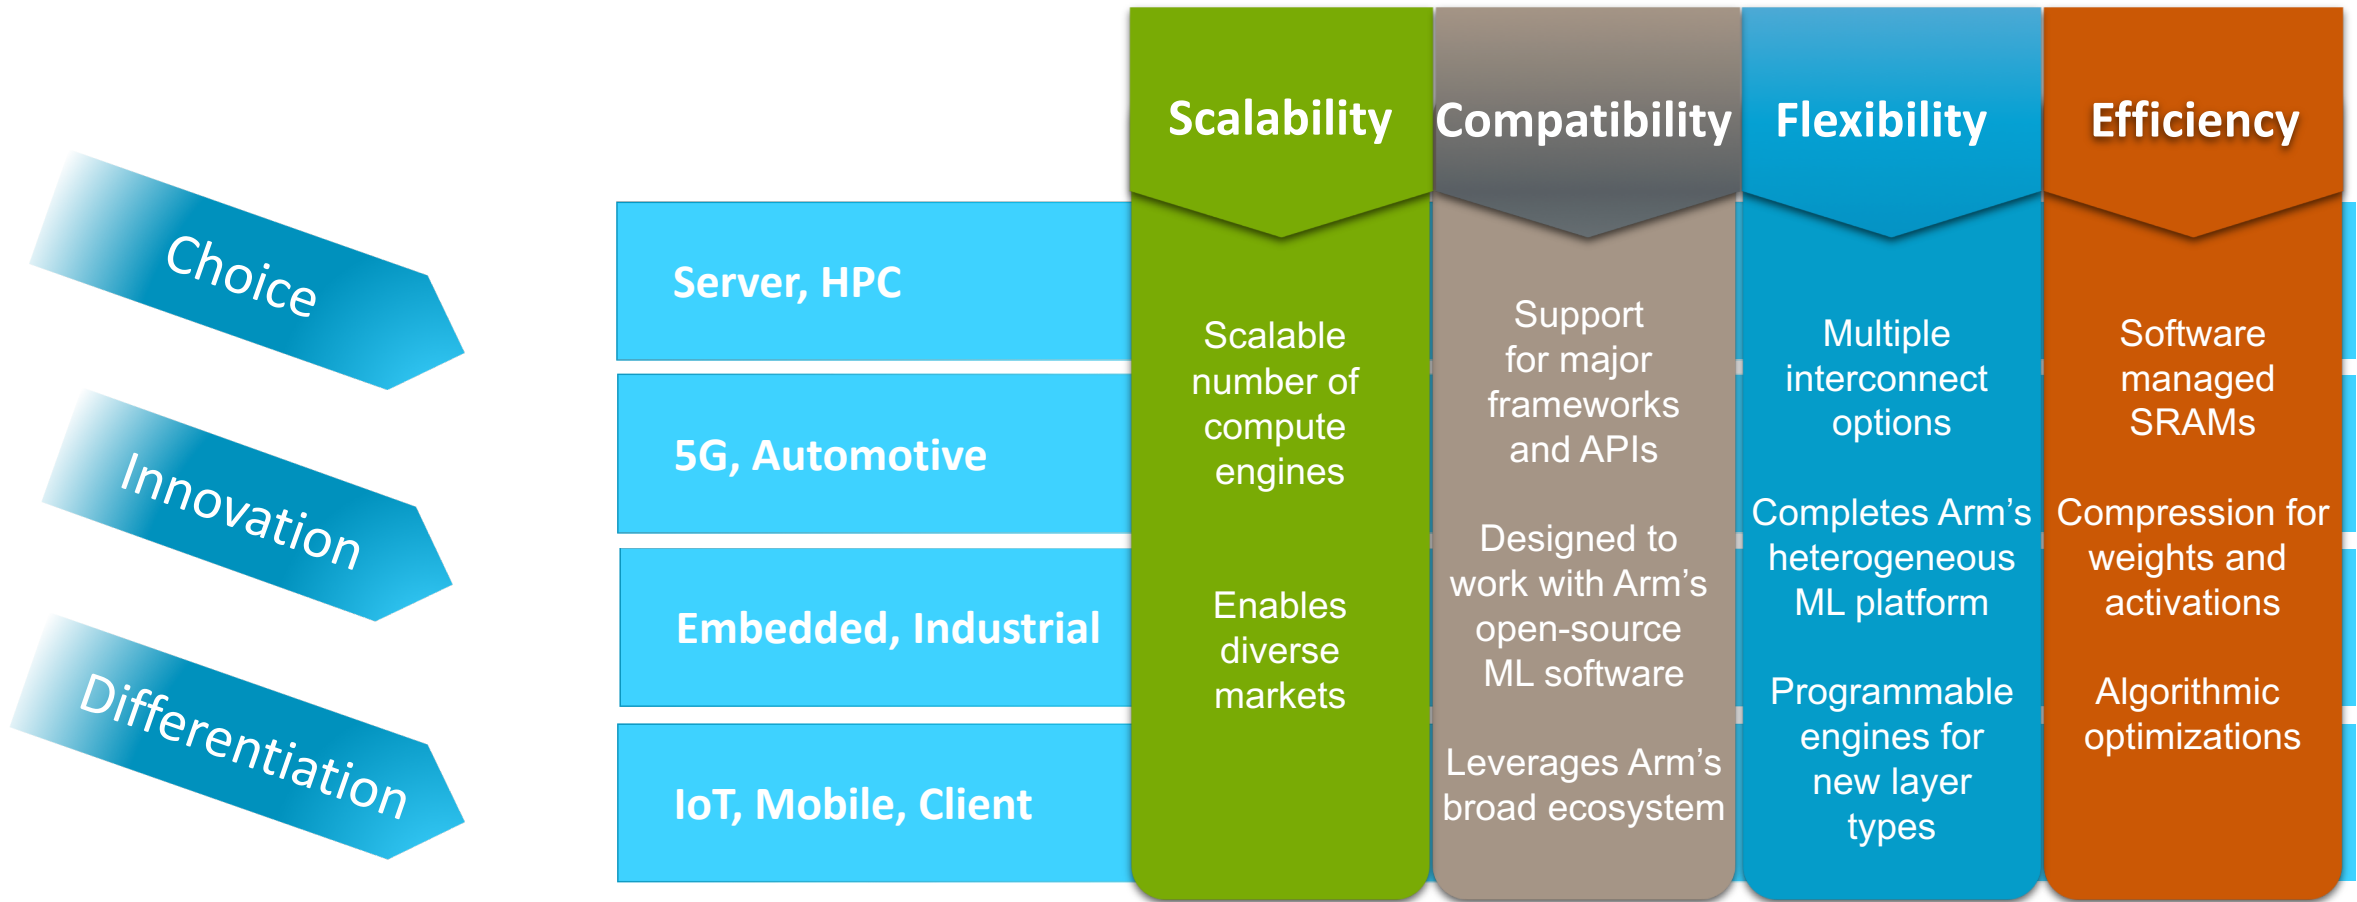 Choice
Innovation
Differentiation
Server, HPC
5G, Automotive
Embedded, Industrial
IoT, Mobile, Client
Scalability
Scalable
number of
compute
engines
Enables
diverse
markets
Compatibility
Support
for major
frameworks
and APIs
Designed to
work with Arm’s
open-source
ML software
Leverages Arm’s
broad ecosystem
Flexibility
Multiple
interconnect
options
Completes Arm’s
heterogeneous
ML platform
Programmable
engines for
new layer
types
Efficiency
Software
managed
SRAMs
Compression for
weights and
activations
Algorithmic
optimizations